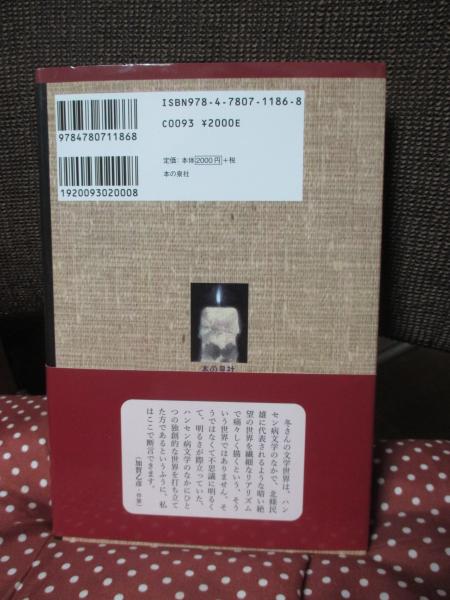 ISBN978-4-7807-1186-8
C0093 ¥2000E
定価：本体2000円+税
本の泉社
9784780711868
1920093020008
本の泉社
冬さんの文学世界は、ハン
セン病文学のなかで、北條民
雄に代表されるような暗い絶
望の世界を繊細なリアリズム
で痛々しく描くという、そう
いう世界ではありません。そ
うではなくて不思議に明るく
て、明るさが際立っていた、
ハンセン病文学のなかにひと
つの独創的な世界を打ち立て
た方であるというふうに、私
はここで断言できます。
（加賀乙彦・作家）